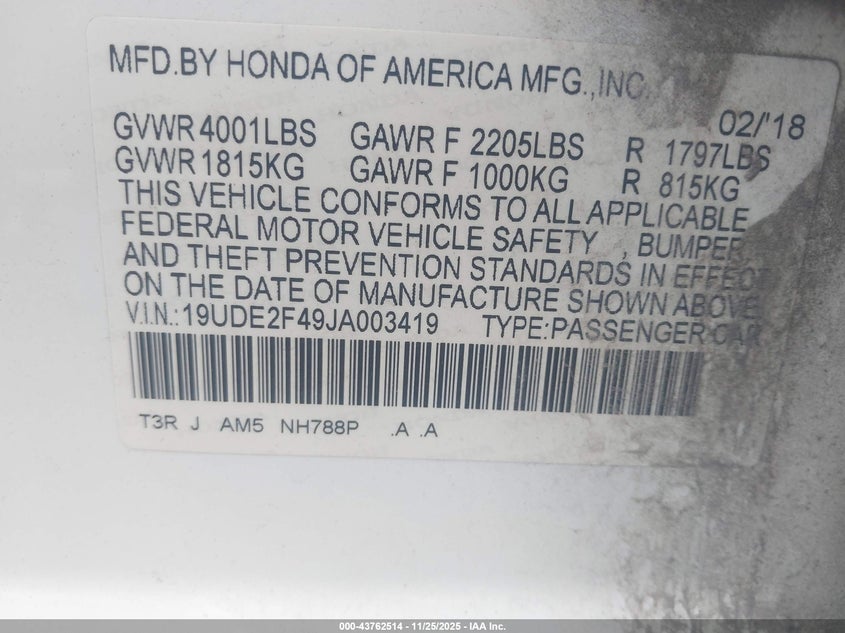 MFD.BY HONDA OF AMERICA MFG.,INC.
02/'18
GVWR 4001LBS GAWR F 2205LBS R 1797LBS
GVWR 1815KG GAWR F 1000KG R 815KG
THIS VEHICLE CONFORMS TO ALL APPLICABLE
FEDERAL MOTOR VEHICLE SAFETY , BUMPER
AND THEFT PREVENTION STANDARDS IN EFFECT
ON THE DATE OF MANUFACTURE SHOWN ABOVE
V.I.N.:19UDE2F49JA003419 TYPE:PASSENGER CAR
T3R J AM5 NH788P .A .A
000-43762514 - 11/25/2025 - IAA Inc.